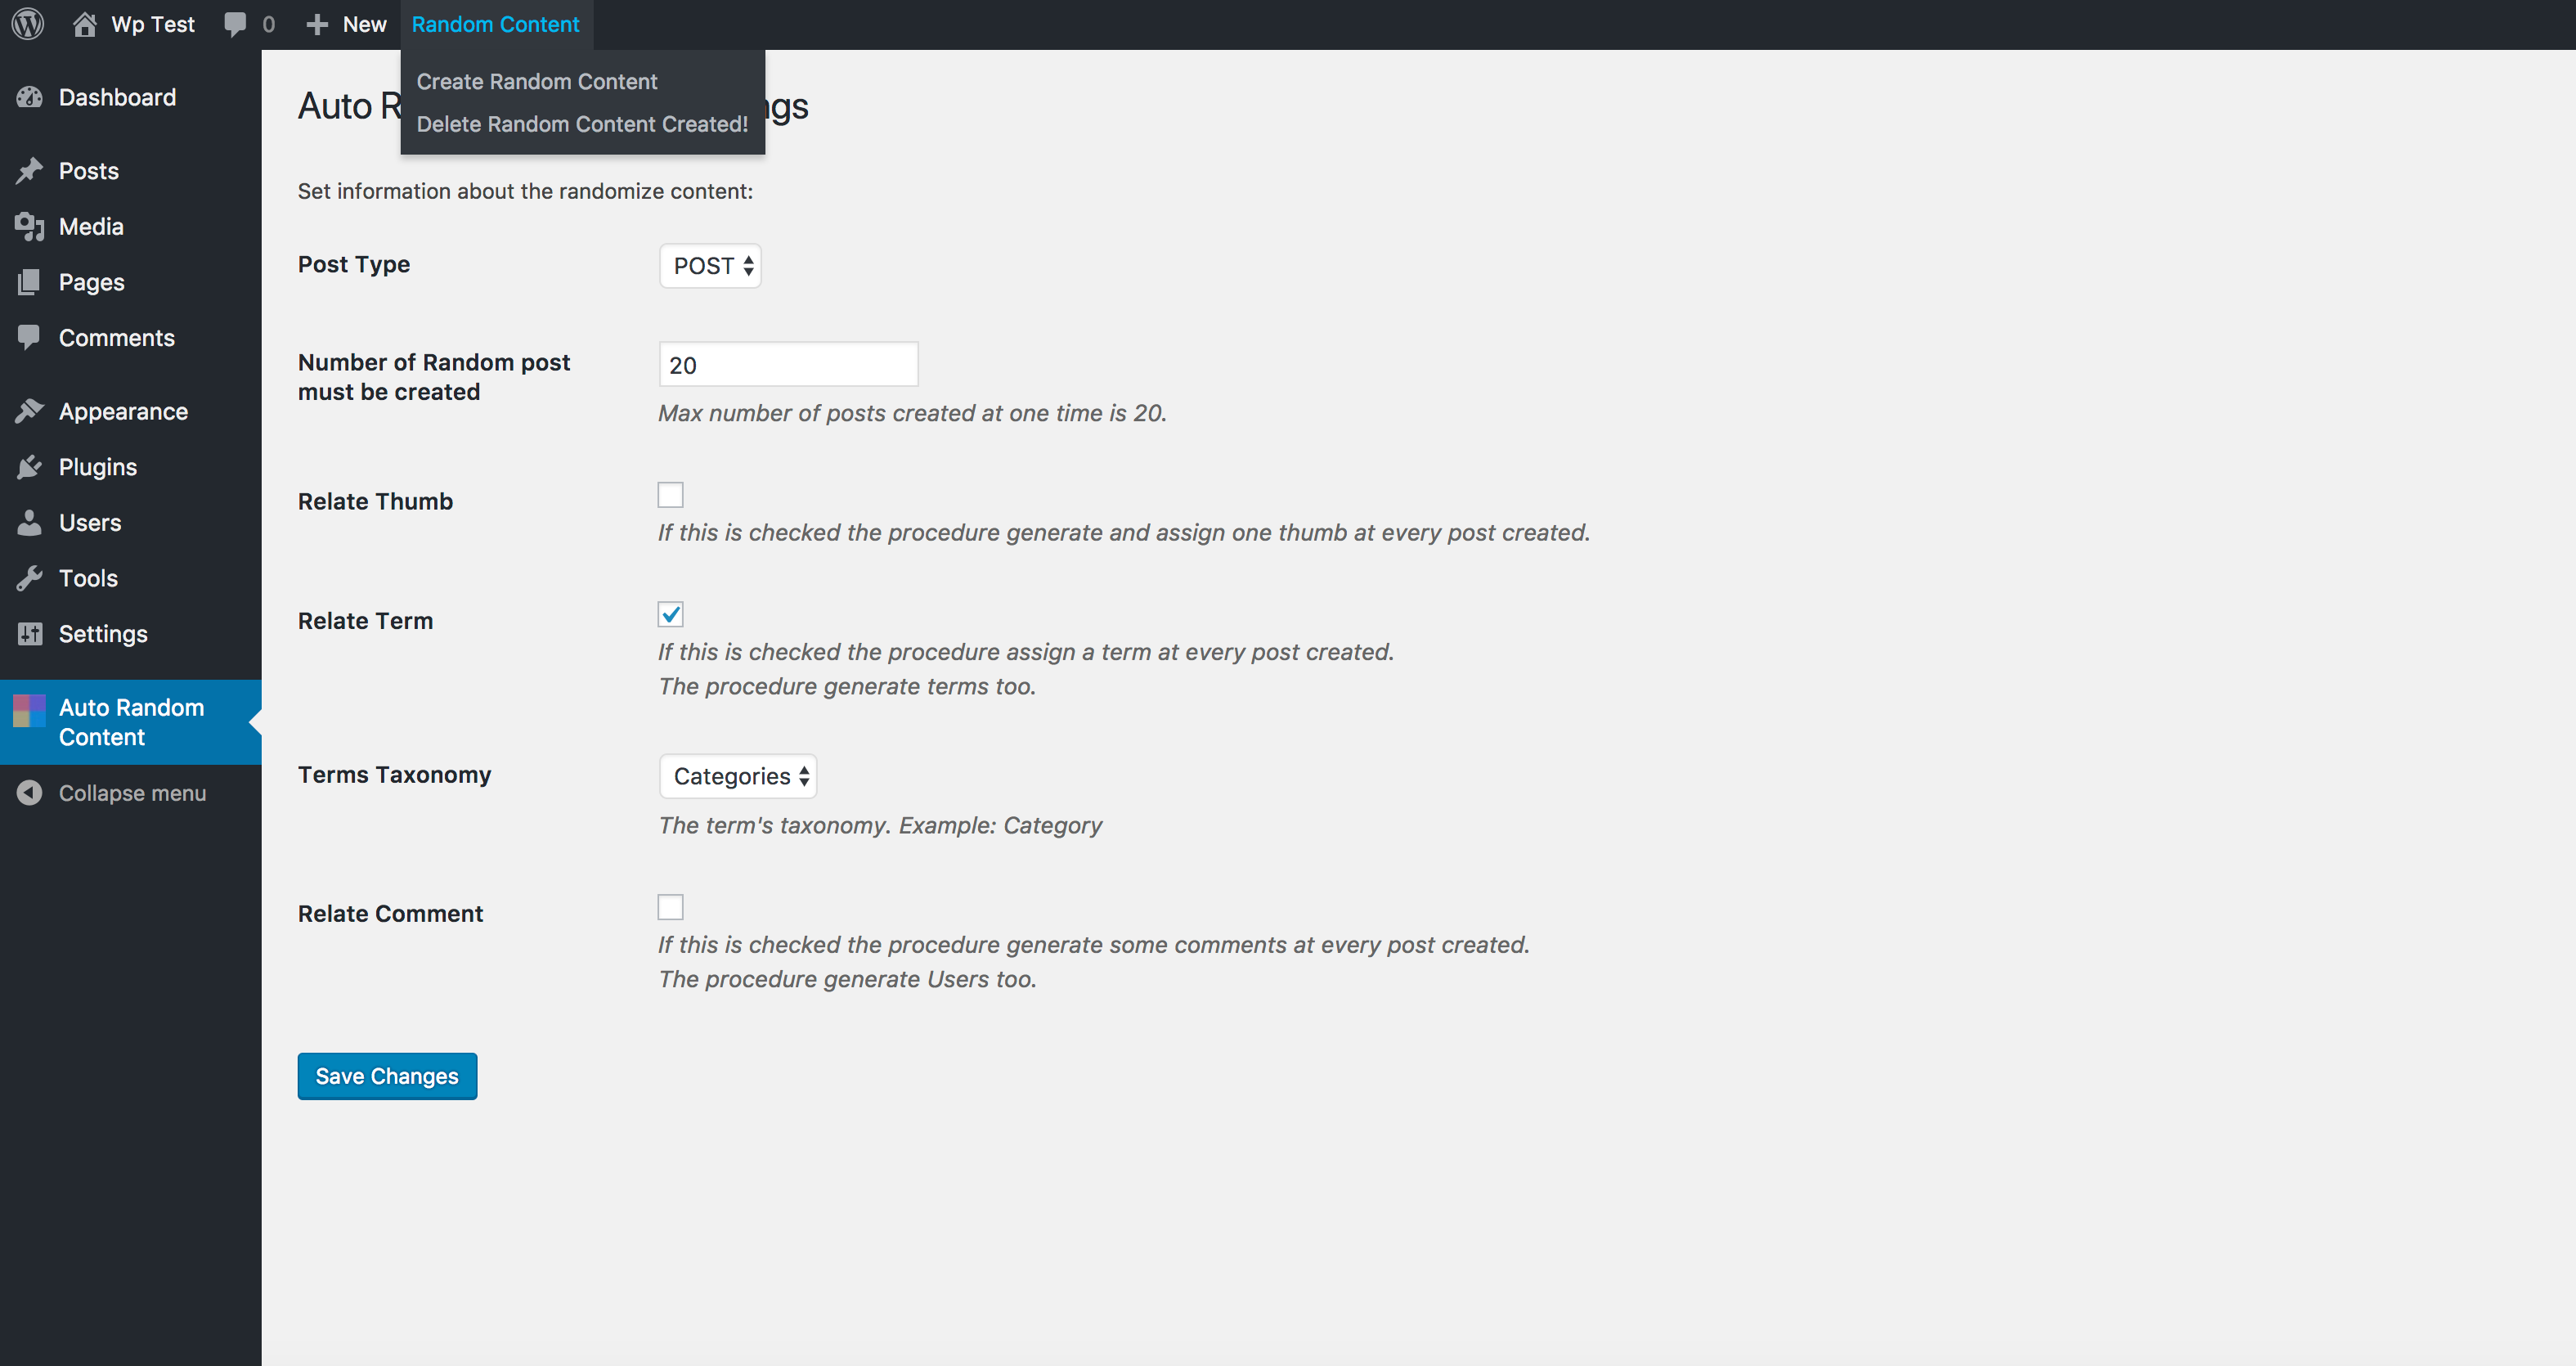 Wp Test
0
New
Random Content
Create Random Content
Delete Random Content Created!
Dashboard
Posts
Media
Pages
Comments
Appearance
Plugins
Users
Tools
Settings
Auto Random
Content
Collapse menu
Auto R
ngs
Set information about the randomize content:
Post Type
POST
Number of Random post
must be created
20
Max number of posts created at one time is 20.
Relate Thumb
If this is checked the procedure generate and assign one thumb at every post created.
Relate Term
If this is checked the procedure assign a term at every post created.
The procedure generate terms too.
Terms Taxonomy
Categories
The term's taxonomy. Example: Category
Relate Comment
If this is checked the procedure generate some comments at every post created.
The procedure generate Users too.
Save Changes